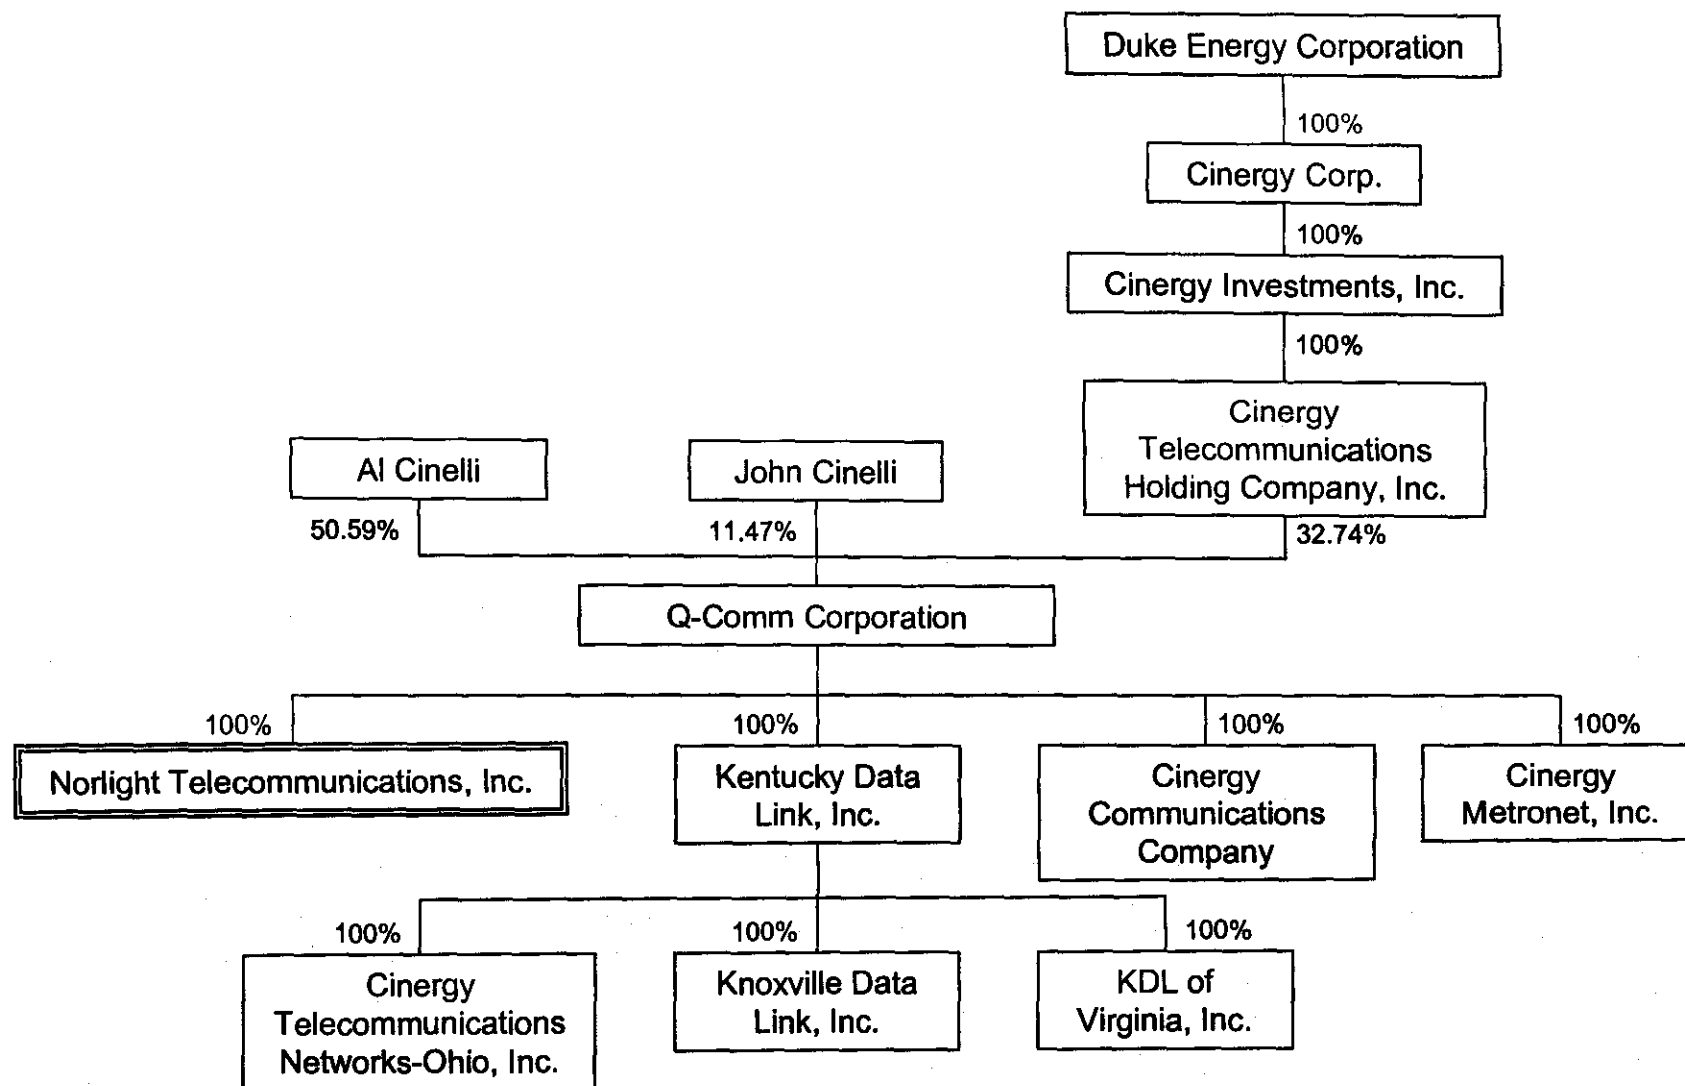 Duke Energy Corporation
100%
Cinergy Corp.
100%
Cinergy Investments, Inc.
100%
Cinergy
Telecommunications
Holding Company, Inc.
Al Cinelli
John Cinelli
50.59%
11.47%
32.74%
Q-Comm Corporation
100%
100%
100%
100%
Norlight Telecommunications, Inc.
Kentucky Data
Link, Inc.
Cinergy
Communications
Company
Cinergy
Metronet, Inc.
100%
100%
100%
Cinergy
Telecommunications
Networks-Ohio, Inc.
Knoxville Data
Link, Inc.
KDL of
Virginia, Inc.